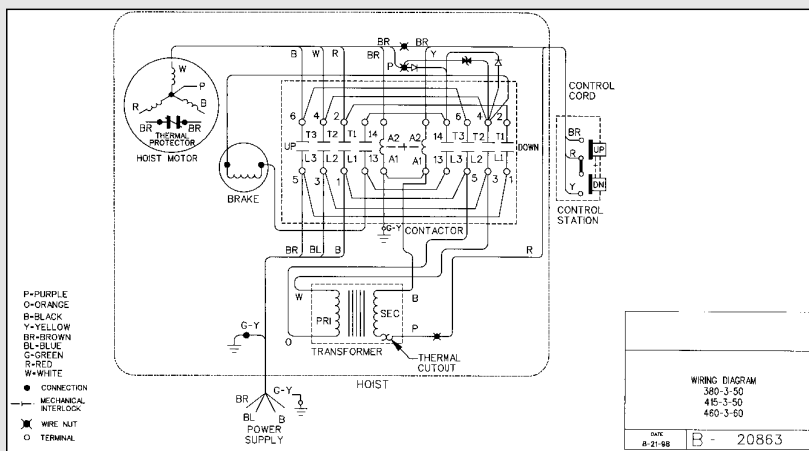 BR
BR
B
W
R
BR
Y
P
W
R
P
B
BR
BR
THERMAL
PROTECTOR
HOIST MOTOR
BRAKE
6
4
2
6
4
2
T3
T2
T1
14
A2
A2
14
T3
T2
T1
UP
DOWN
L3
L2
L1
13
A1
A1
13
L3
L2
L1
5
3
1
5
3
1
G-Y
CONTACTOR
BR
BL
B
R
CONTROL
CORD
BR
R
Y
UP
DN
CONTROL
STATION
W
B
PRI
SEC
O
P
TRANSFORMER
THERMAL
CUTOUT
HOIST
G-Y
G-Y
BR
BL
B
POWER
SUPPLY
P-PURPLE
O-ORANGE
B-BLACK
Y-YELLOW
BR-BROWN
BL-BLUE
G-GREEN
R-RED
W-WHITE
CONNECTION
MECHANICAL
INTERLOCK
WIRE NUT
TERMINAL
WIRING DIAGRAM
380-3-50
415-3-50
460-3-60
DATE
8-21-98
B - 20863